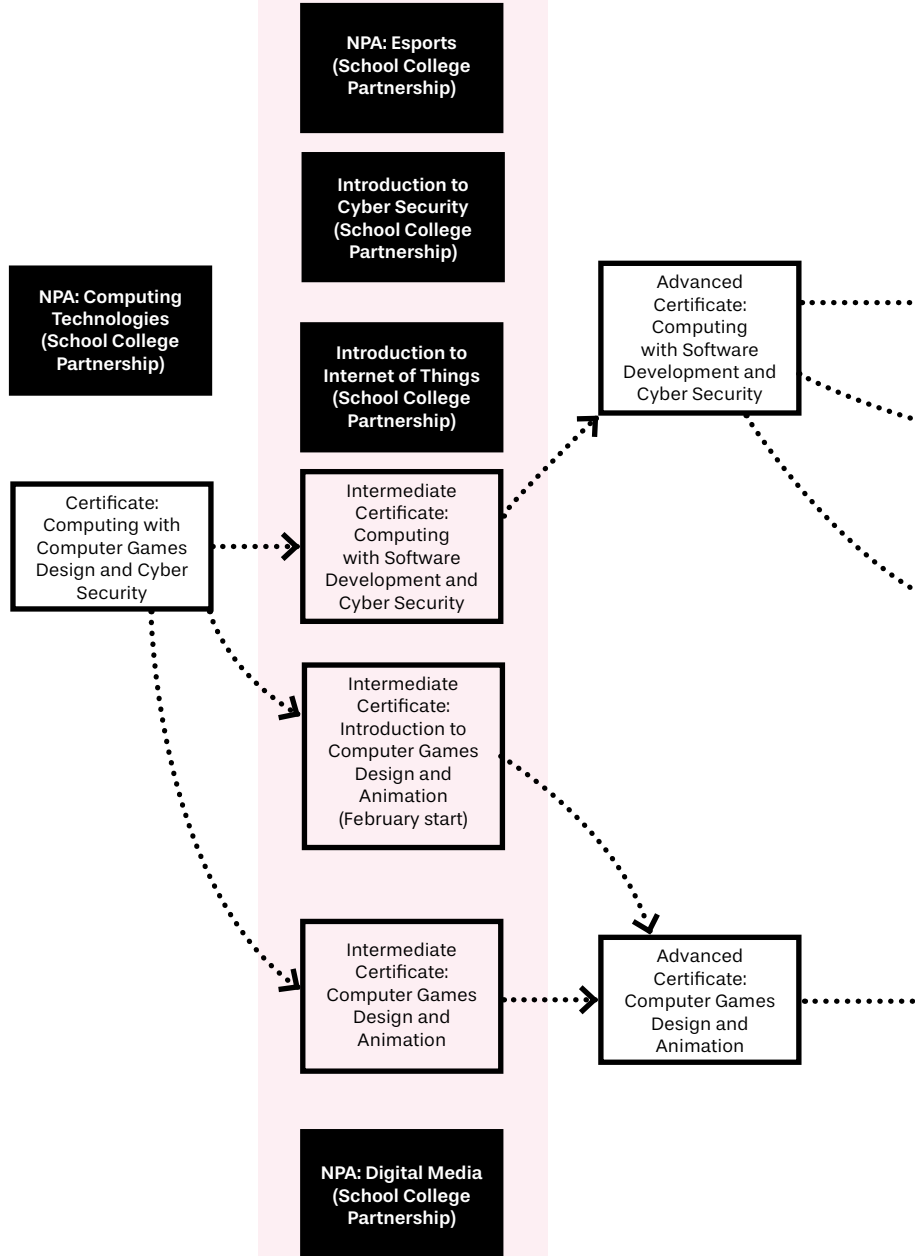 NPA: Esports
(School College
Partnership)
Introduction to
Cyber Security
(School College
Partnership)
NPA: Computing
Technologies
(School College
Partnership)
Introduction to
Internet of Things
(School College
Partnership)
Advanced
Certificate:
Computing
with Software
Development and
Cyber Security
Certificate:
Computing with
Computer Games
Design and Cyber
Security
Intermediate
Certificate:
Computing
with Software
Development and
Cyber Security
Intermediate
Certificate:
Introduction to
Computer Games
Design and
Animation
(February start)
Intermediate
Certificate:
Computer Games
Design and
Animation
Advanced
Certificate:
Computer Games
Design and
Animation
NPA: Digital Media
(School College
Partnership)